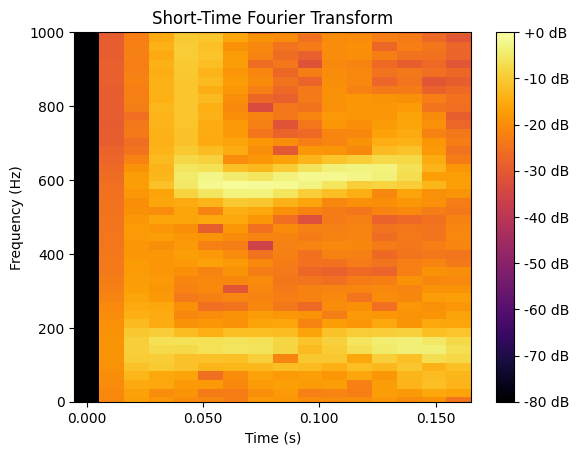 Short-Time Fourier Transform
1000
800
600
400
200
0
Frequency (Hz)
0.000
0.050
0.100
0.150
Time (s)
+0 dB
-10 dB
-20 dB
-30 dB
-40 dB
-50 dB
-60 dB
-70 dB
-80 dB